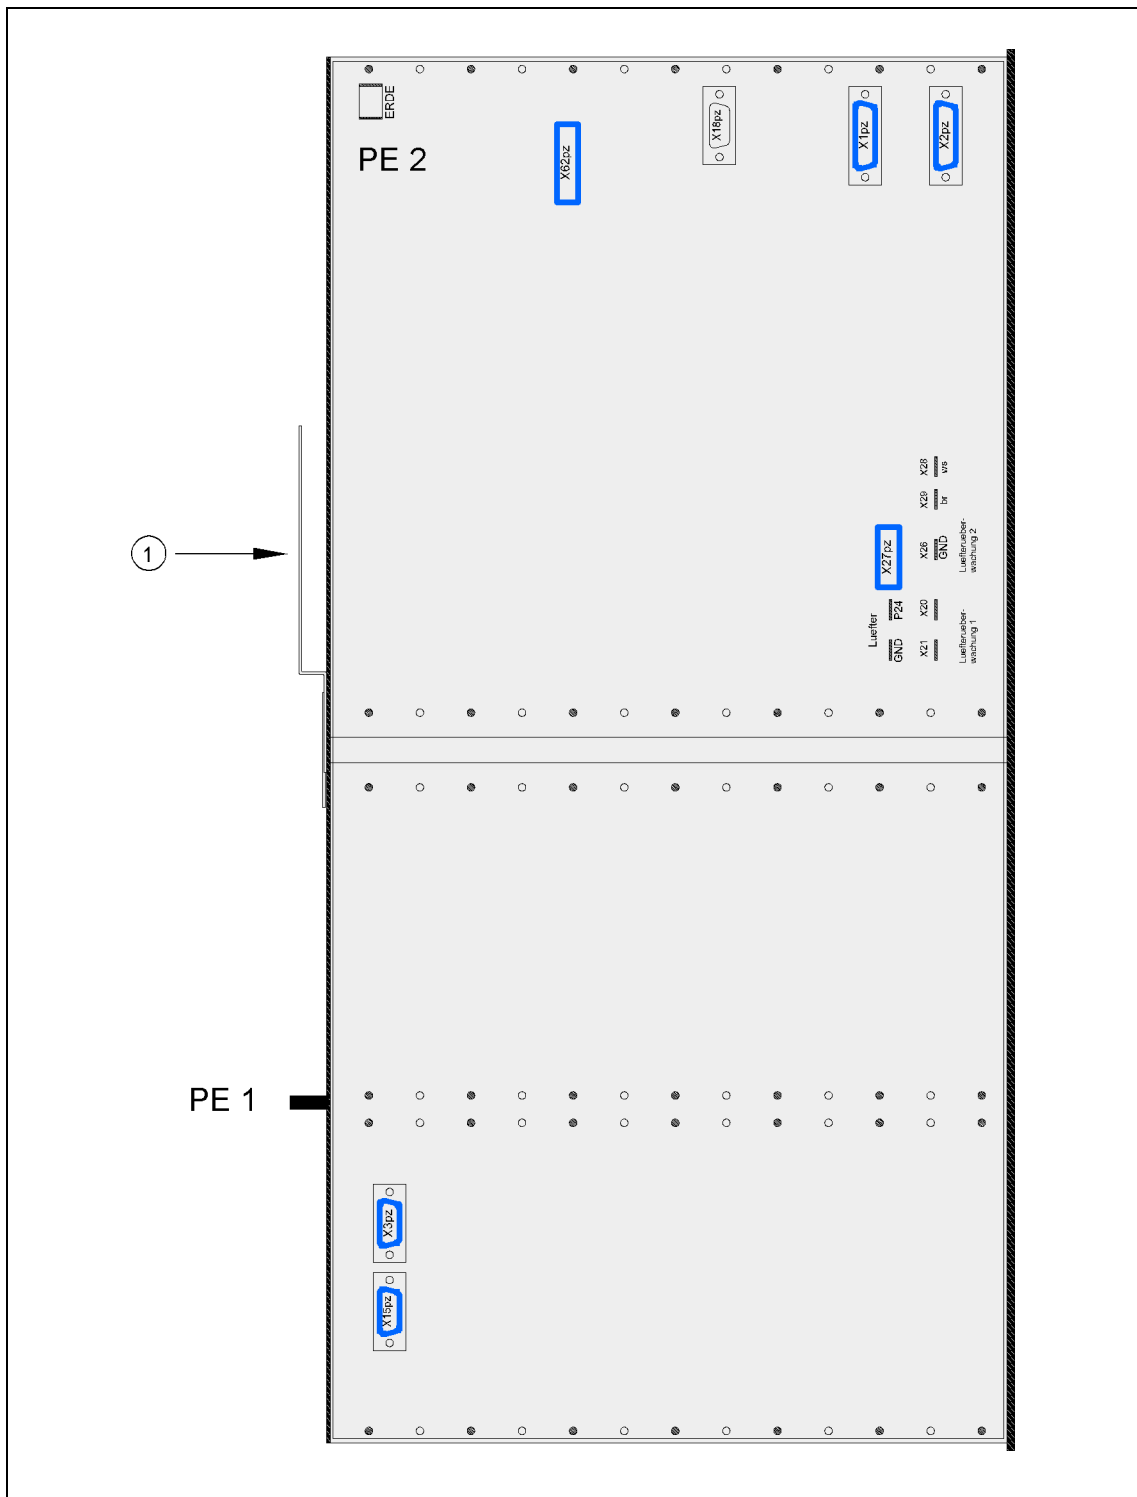 ERDE
PE 2
X62pz
X18pz
X1pz
X2pz
X28
ws
X29
br
X27pz
X26
GND
Luefterueber-
wachung 2
1
Luefter
P24
GND
X20
X21
Luefterueber-
wachung 1
PE 1
X3pz
X15pz